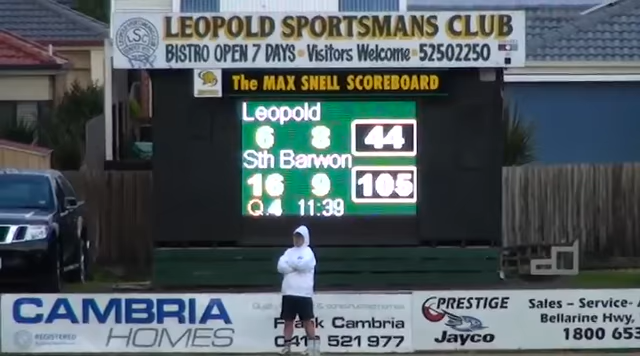 LEOPOLD SPORTSMANS CLUB
LSC
BISTRO OPEN 7 DAYS • Visitors Welcome • 52502250
The MAX SNELL SCOREBOARD
Leopold
6 8 44
Sth Barwon
16 9 105
Q.4 11:39
CAMBRIA
HOMES
REGISTERED
Cambria
521 977
PRESTIGE
Jayco
Sales - Service-
Bellarine Hwy,
1800 653